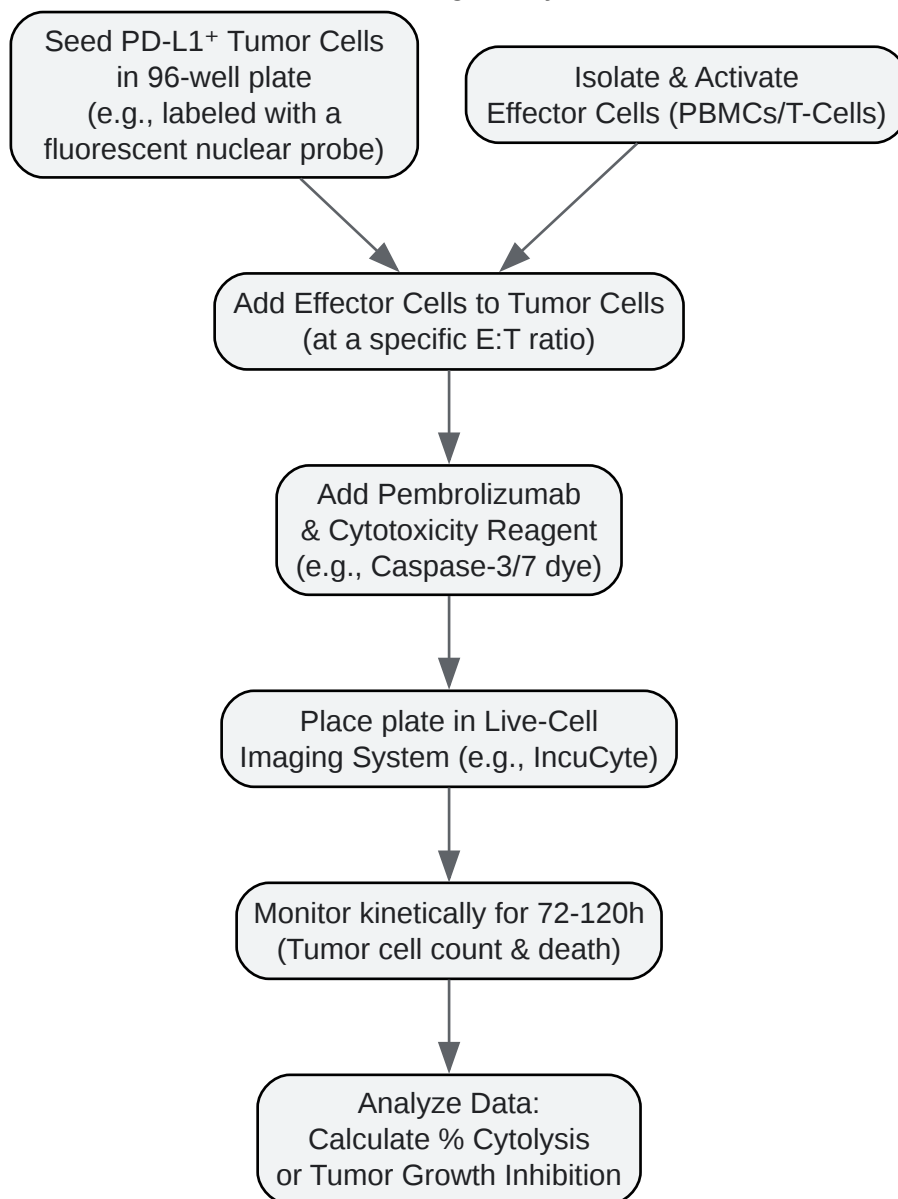 Seed PD-L1⁺ Tumor Cells
in 96-well plate
(e.g., labeled with a
fluorescent nuclear probe)
Isolate & Activate
Effector Cells (PBMCs/T-Cells)
Add Effector Cells to Tumor Cells
(at a specific E:T ratio)
Add Pembrolizumab
& Cytotoxicity Reagent
(e.g., Caspase-3/7 dye)
Place plate in Live-Cell
Imaging System (e.g., IncuCyte)
Monitor kinetically for 72-120h
(Tumor cell count & death)
Analyze Data:
Calculate % Cytolysis
or Tumor Growth Inhibition